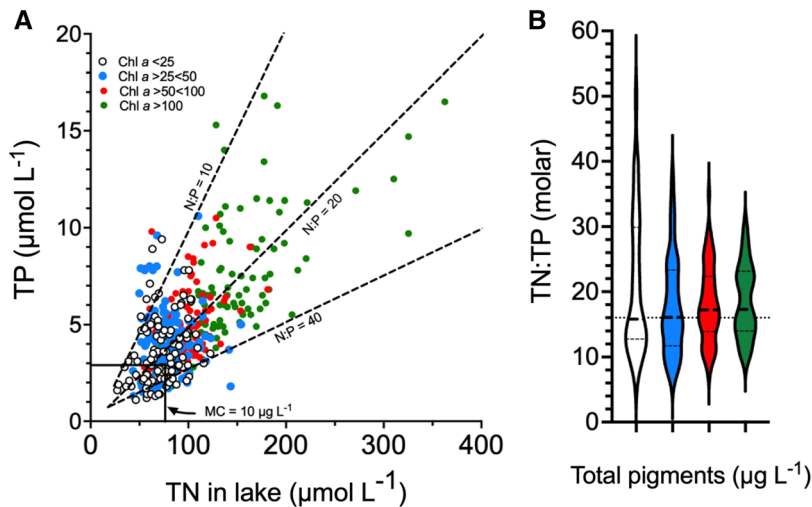 A
TP (μmol L⁻¹)
20
15
10
5
0
Chl a <25
Chl a >25<50
Chl a >50<100
Chl a >100
N:P = 10
N:P = 20
N:P = 40
MC = 10 μg L⁻¹
0 100 200 300 400
TN in lake (μmol L⁻¹)
B
TN:TP (molar)
60
50
40
30
20
10
0
Total pigments (μg L⁻¹)